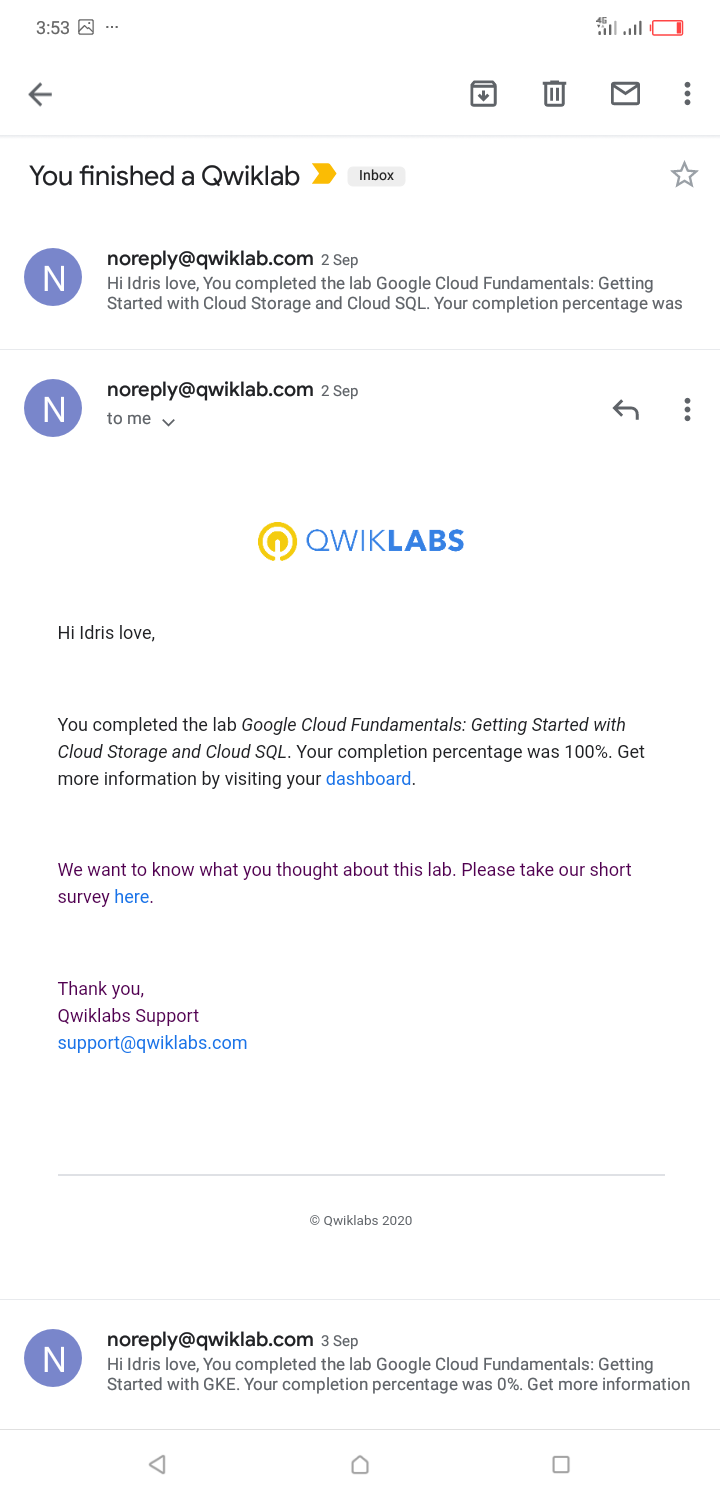 3:53
4G
You finished a Qwiklab
Inbox
N
noreply@qwiklab.com 2 Sep
Hi Idris love, You completed the lab Google Cloud Fundamentals: Getting
Started with Cloud Storage and Cloud SQL. Your completion percentage was
N
noreply@qwiklab.com 2 Sep
to me
QWIKLABS
Hi Idris love,
You completed the lab Google Cloud Fundamentals: Getting Started with
Cloud Storage and Cloud SQL. Your completion percentage was 100%. Get
more information by visiting your dashboard.
We want to know what you thought about this lab. Please take our short
survey here.
Thank you,
Qwiklabs Support
support@qwiklabs.com
© Qwiklabs 2020
N
noreply@qwiklab.com 3 Sep
Hi Idris love, You completed the lab Google Cloud Fundamentals: Getting
Started with GKE. Your completion percentage was 0%. Get more information